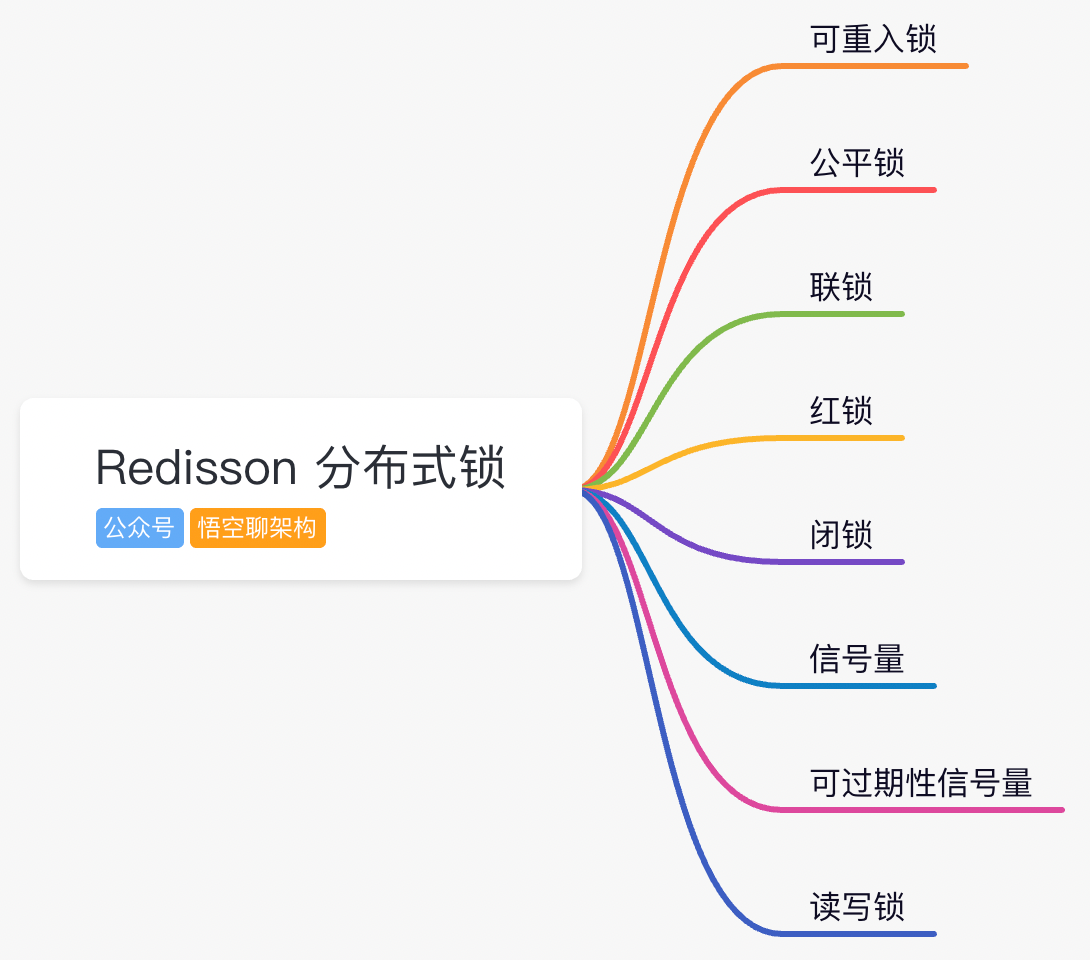 可重入锁
公平锁
联锁
红锁
Redisson 分布式锁
公众号 悟空聊架构
闭锁
信号量
可过期性信号量
读写锁